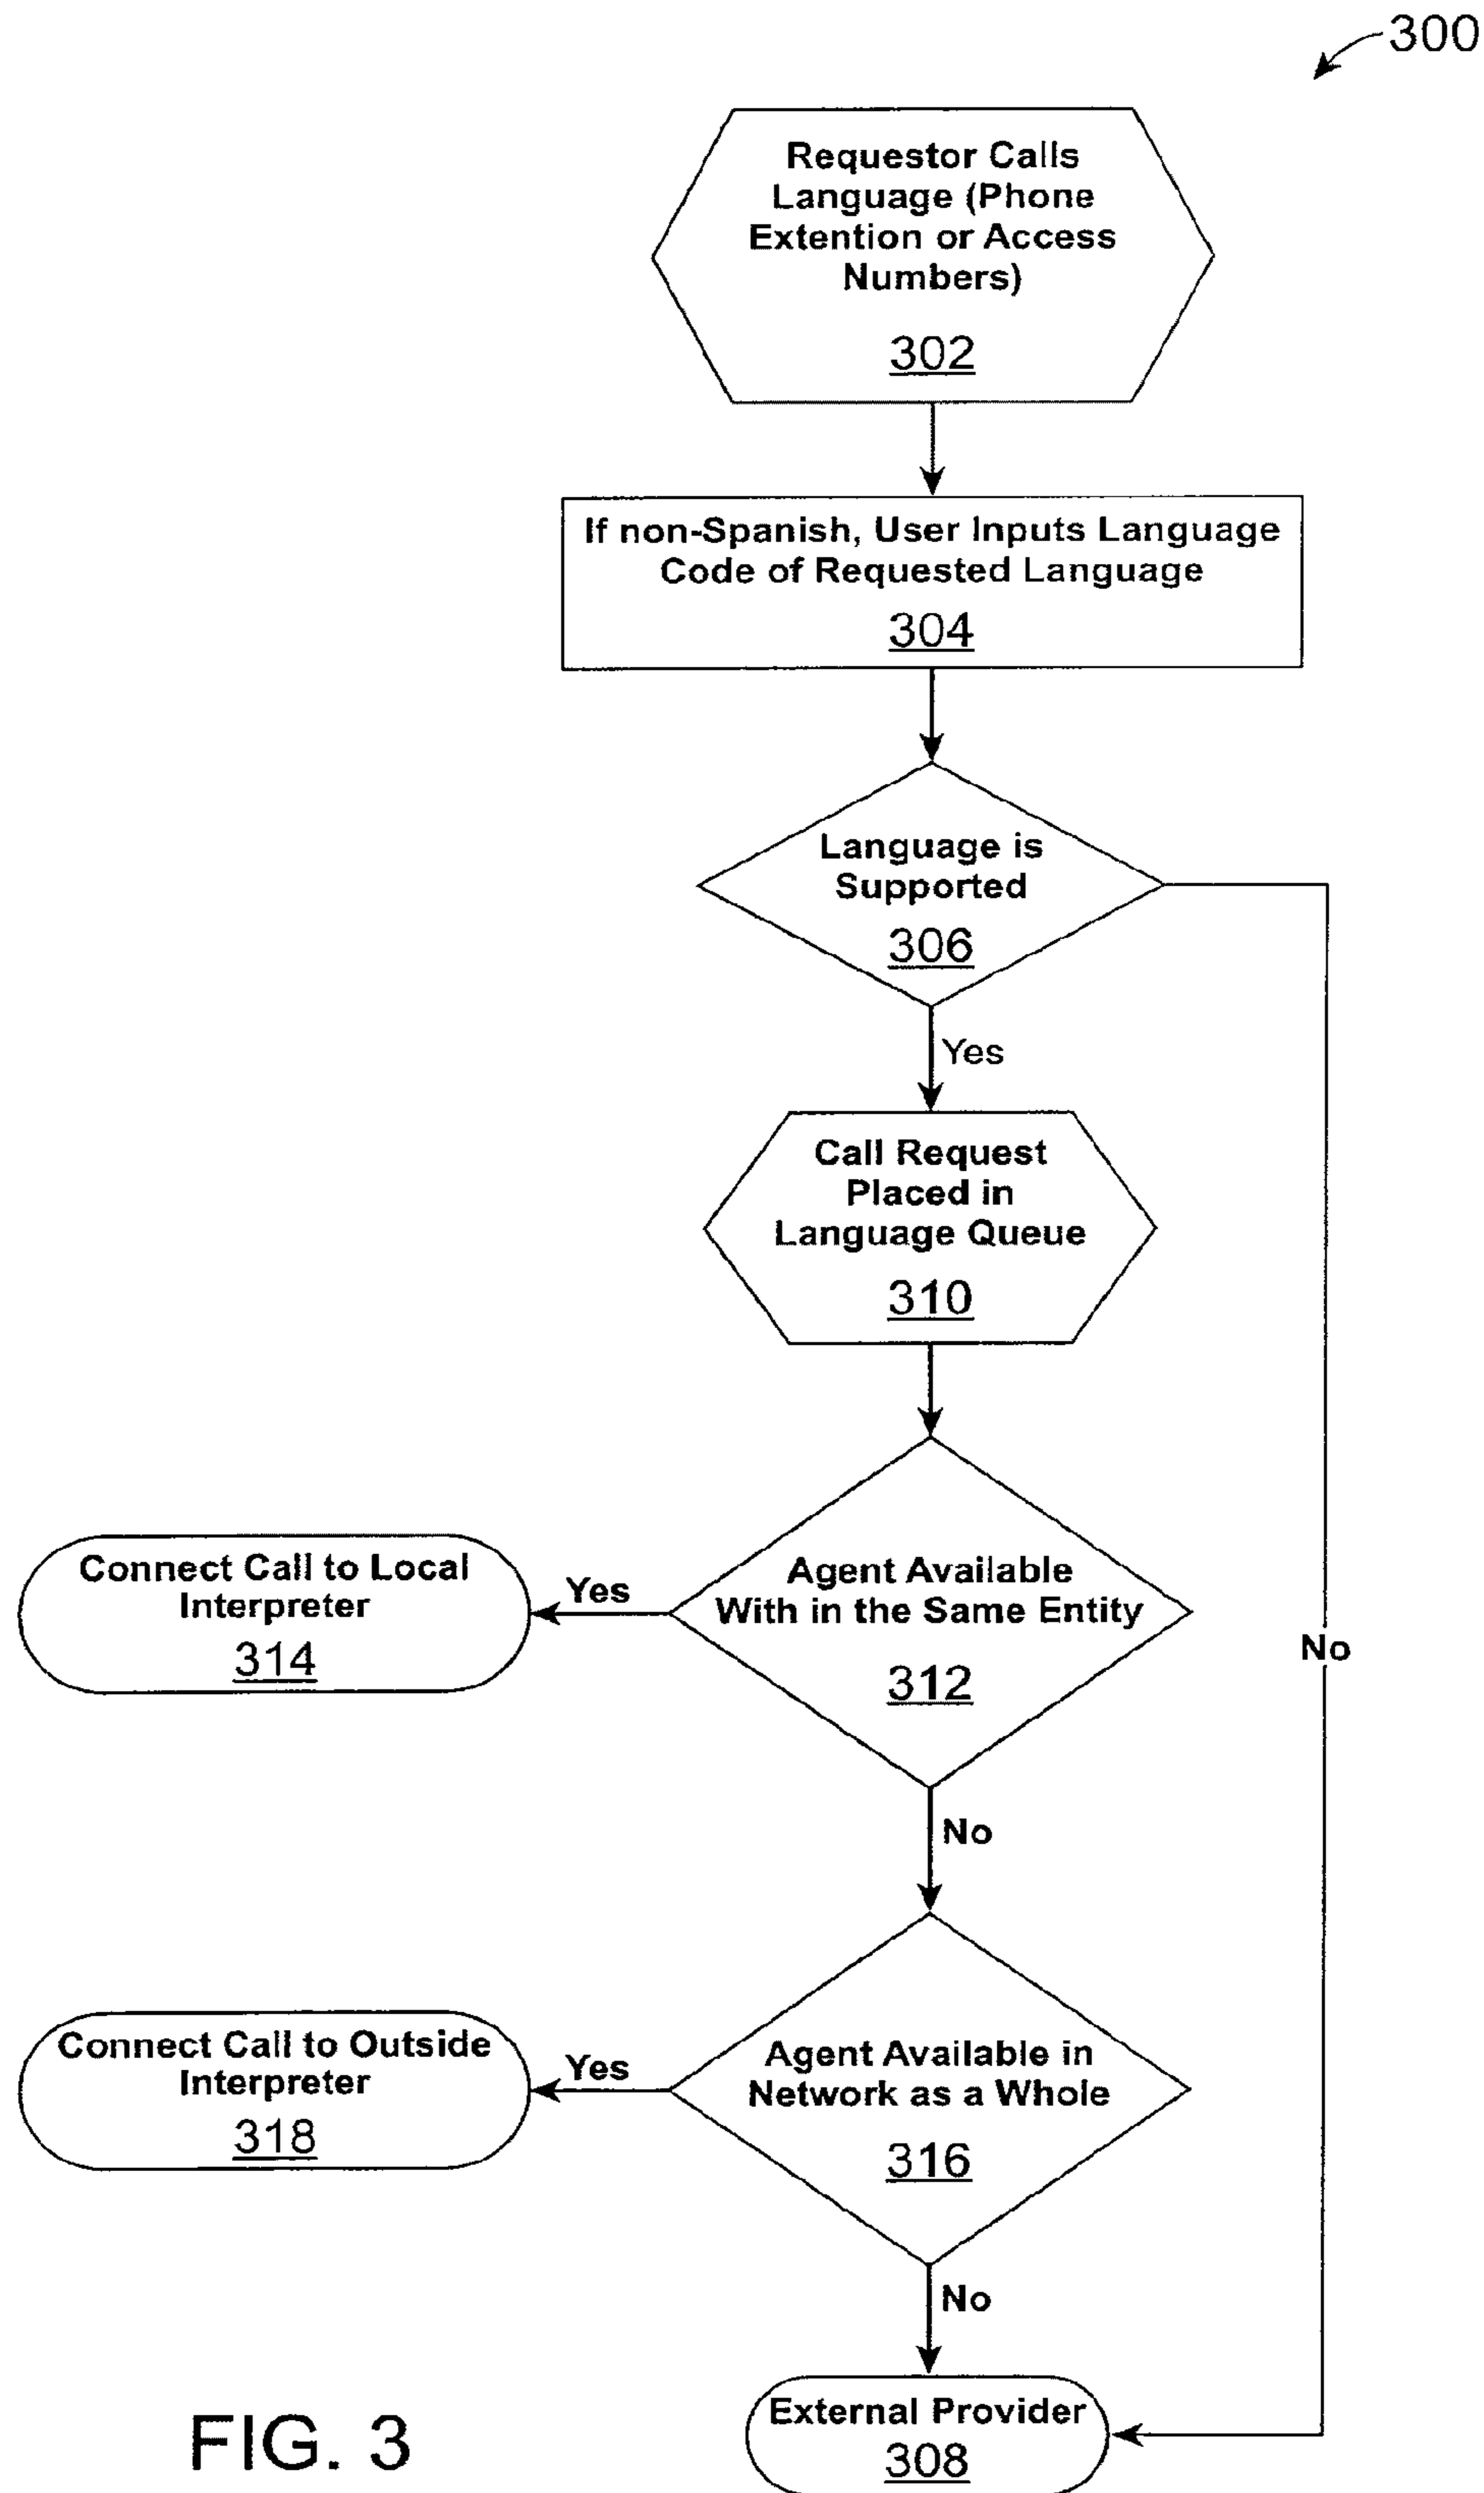 300
Requestor Calls
Language (Phone
Extention or Access
Numbers)
302
If non-Spanish, User Inputs Language
Code of Requested Language
304
Language is
Supported
306
Yes
Call Request
Placed in
Language Queue
310
Agent Available
With in the Same Entity
312
Yes
Connect Call to Local
Interpreter
314
No
No
Agent Available in
Network as a Whole
316
Yes
Connect Call to Outside
Interpreter
318
No
External Provider
308
FIG. 3